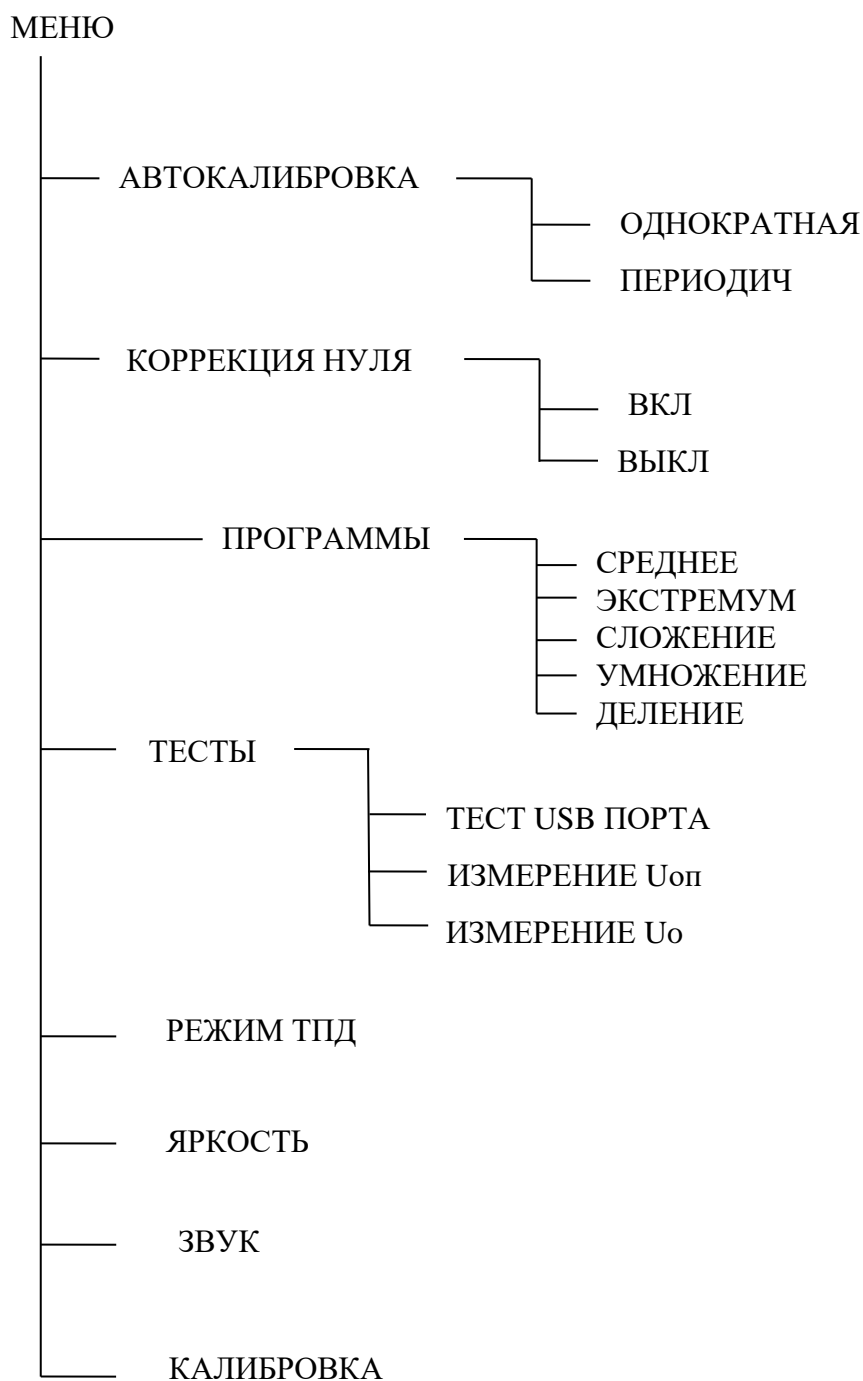 МЕНЮ
АВТОКАЛИБРОВКА
ОДНОКРАТНАЯ
ПЕРИОДИЧ
КОРРЕКЦИЯ НУЛЯ
ВКЛ
ВЫКЛ
ПРОГРАММЫ
СРЕДНЕЕ
ЭКСТРЕМУМ
СЛОЖЕНИЕ
УМНОЖЕНИЕ
ДЕЛЕНИЕ
ТЕСТЫ
ТЕСТ USB ПОРТА
ИЗМЕРЕНИЕ Uоп
ИЗМЕРЕНИЕ Uо
РЕЖИМ ТПД
ЯРКОСТЬ
ЗВУК
КАЛИБРОВКА